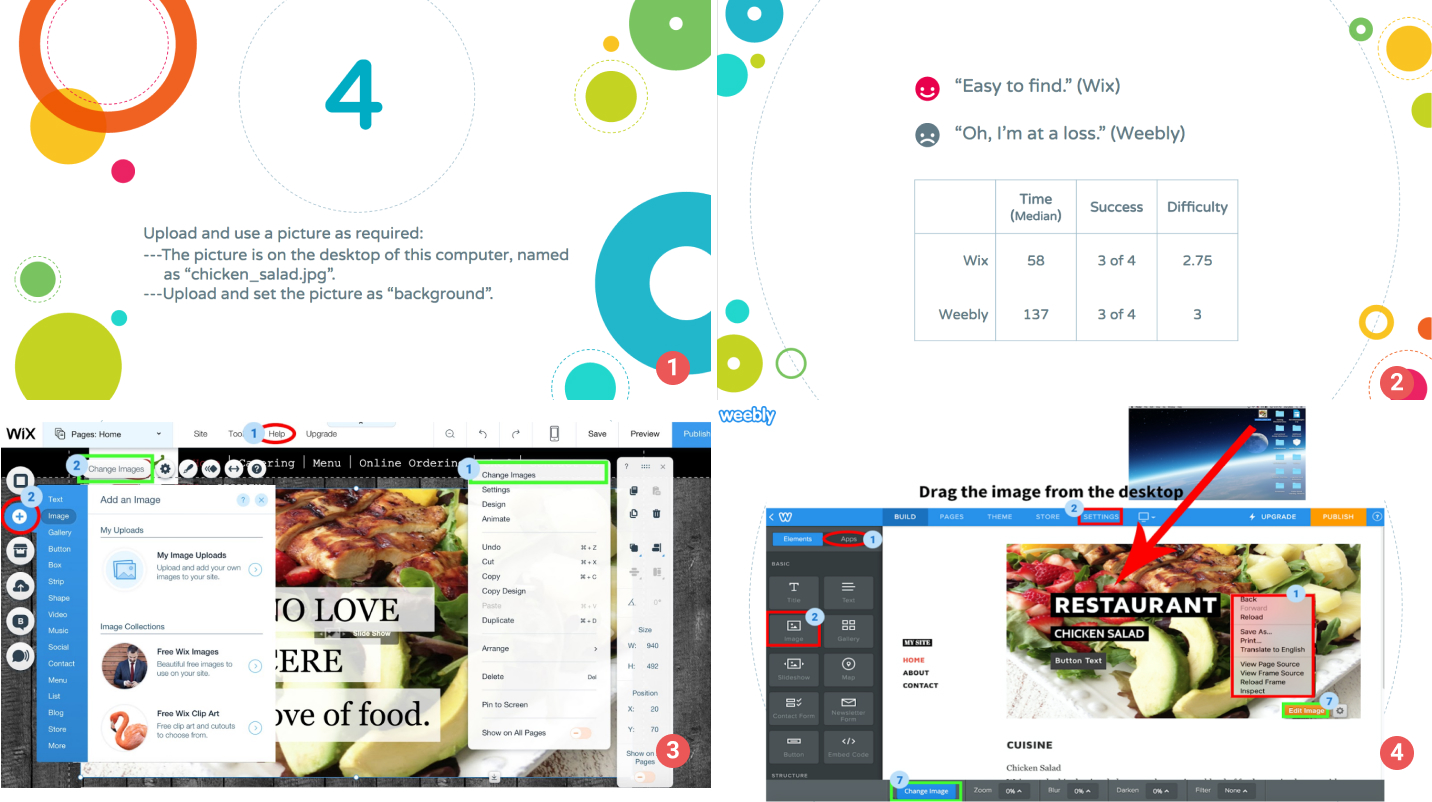 4
Upload and use a picture as required:
---The picture is on the desktop of this computer, named
as “chicken_salad.jpg”.
---Upload and set the picture as “background”.
1
“Easy to find.” (Wix)
“Oh, I’m at a loss.” (Weebly)
Time
(Median)
Success
Difficulty
Wix
58
3 of 4
2.75
Weebly
137
3 of 4
3
2
WiX
Pages: Home
Site
1
Help
Upgrade
Save
Preview
Publish
2
Change Images
Menu
Online Ordering
2
Text
Image
Gallery
Button
Box
Strip
Shape
Video
Music
Social
Contact
Menu
List
Blog
Store
More
B
Add an Image
?
My Uploads
My Image Uploads
Upload and add your own
images to your site.
Image Collections
Free Wix Images
Beautiful free images to
use on your site.
Free Wix Clip Art
Free clip art and cutouts
to choose from.
NO LOVE
Slide Show
CERE
ove of food.
1
Change Images
Settings
Design
Animate
Undo ⌘ + Z
Cut ⌘ + X
Copy ⌘ + C
Copy Design
Paste ⌘ + V
Duplicate ⌘ + D
Arrange
Delete Del
Pin to Screen
Show on All Pages
?
Size
W: 940
H: 492
Position
X: 20
Y: 70
Show on
Pages
3
weebly
Drag the image from the desktop
BUILD
PAGES
THEME
STORE
2
SETTINGS
UPGRADE
PUBLISH
?
Elements
Apps
1
BASIC
Title
Text
Image
2
Gallery
Slideshow
Map
Contact Form
Newsletter
Form
Button
Embed Code
STRUCTURE
MY SITE
HOME
ABOUT
CONTACT
RESTAURANT
CHICKEN SALAD
Button Text
1
Back
Forward
Reload
Save As...
Print...
Translate to English
View Page Source
View Frame Source
Reload Frame
Inspect
7
Edit Image
CUISINE
Chicken Salad
7
Change Image
Zoom 0%
Blur 0%
Darken 0%
Filter None
4